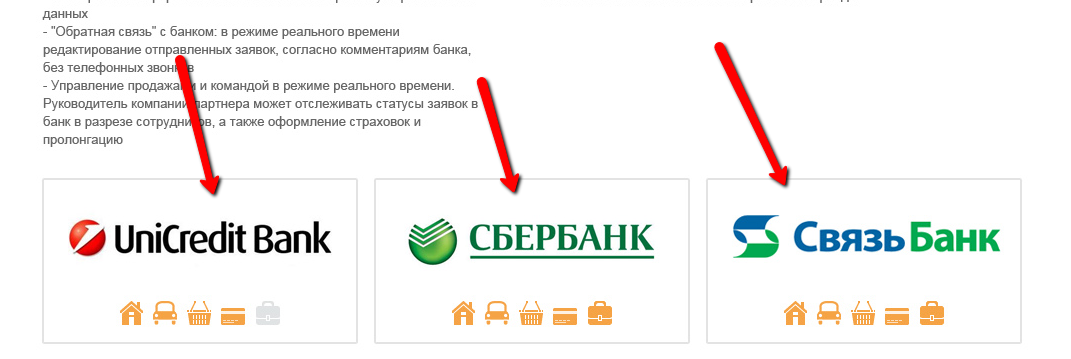 данных
- "Обратная связь" с банком: в режиме реального времени
редактирование отправленных заявок, согласно комментариям банка,
без телефонных звонков
- Управление продажами и командой в режиме реального времени.
Руководитель компании партнера может отслеживать статусы заявок в
банк в разрезе сотрудников, а также оформление страховок и
пролонгацию
UniCredit Bank
СБЕРБАНК
Связь Банк